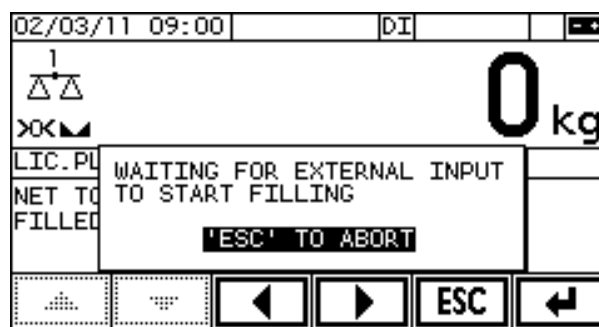 02/03/11 09:00 DI
1
0 kg
LIC.PL
WAITING FOR EXTERNAL INPUT
TO START FILLING
NET TO
FILLED
'ESC' TO ABORT
ESC